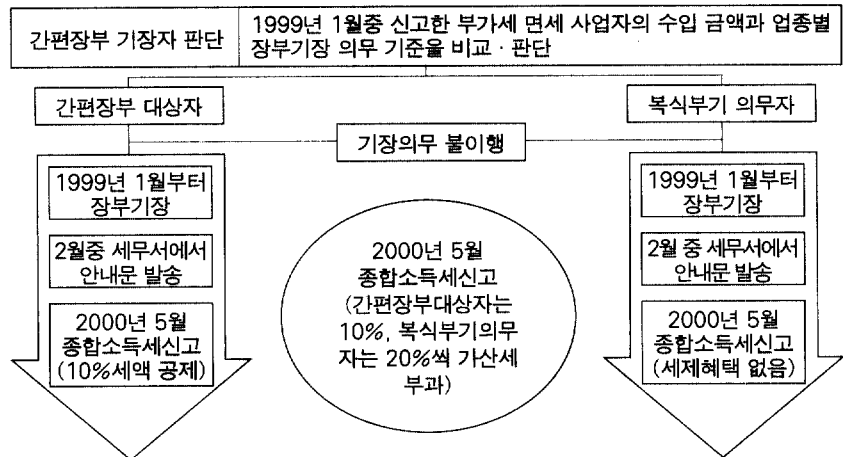 간편장부 기장자 판단
1999년 1월중 신고한 부가세 면세 사업자의 수입 금액과 업종별
장부기장 의무 기준을 비교·판단
간편장부 대상자
복식부기 의무자
기장의무 불이행
1999년 1월부터
장부기장
2월중 세무서에서
안내문 발송
2000년 5월
종합소득세신고
(10%세액 공제)
2000년 5월
종합소득세신고
(간편장부대상자는
10%, 복식부기의무
자는 20%씩 가산세
부과)
1999년 1월부터
장부기장
2월 중 세무서에서
안내문 발송
2000년 5월
종합소득세신고
(세제혜택 없음)